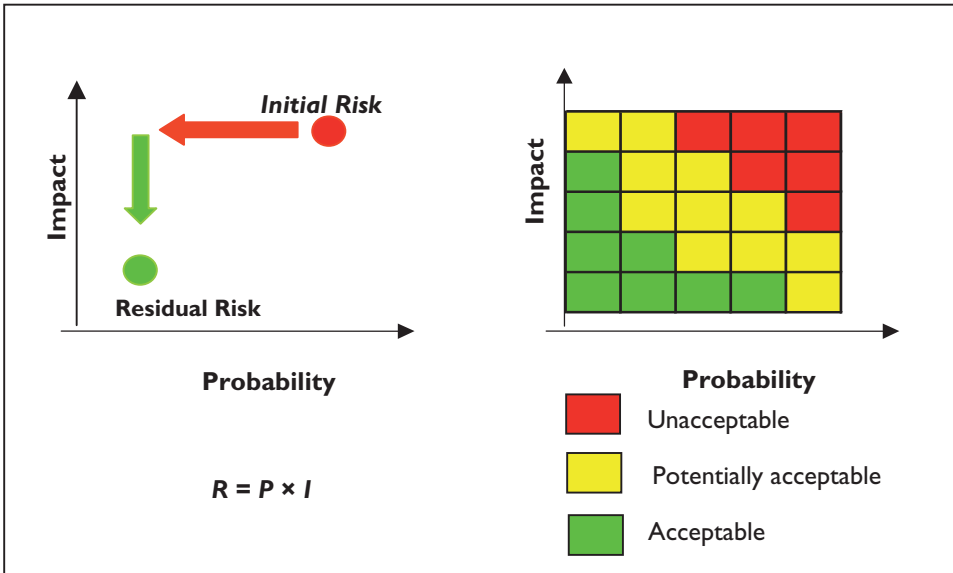 Initial Risk
Impact
Residual Risk
Probability
R = P × I
Impact
Probability
Unacceptable
Potentially acceptable
Acceptable